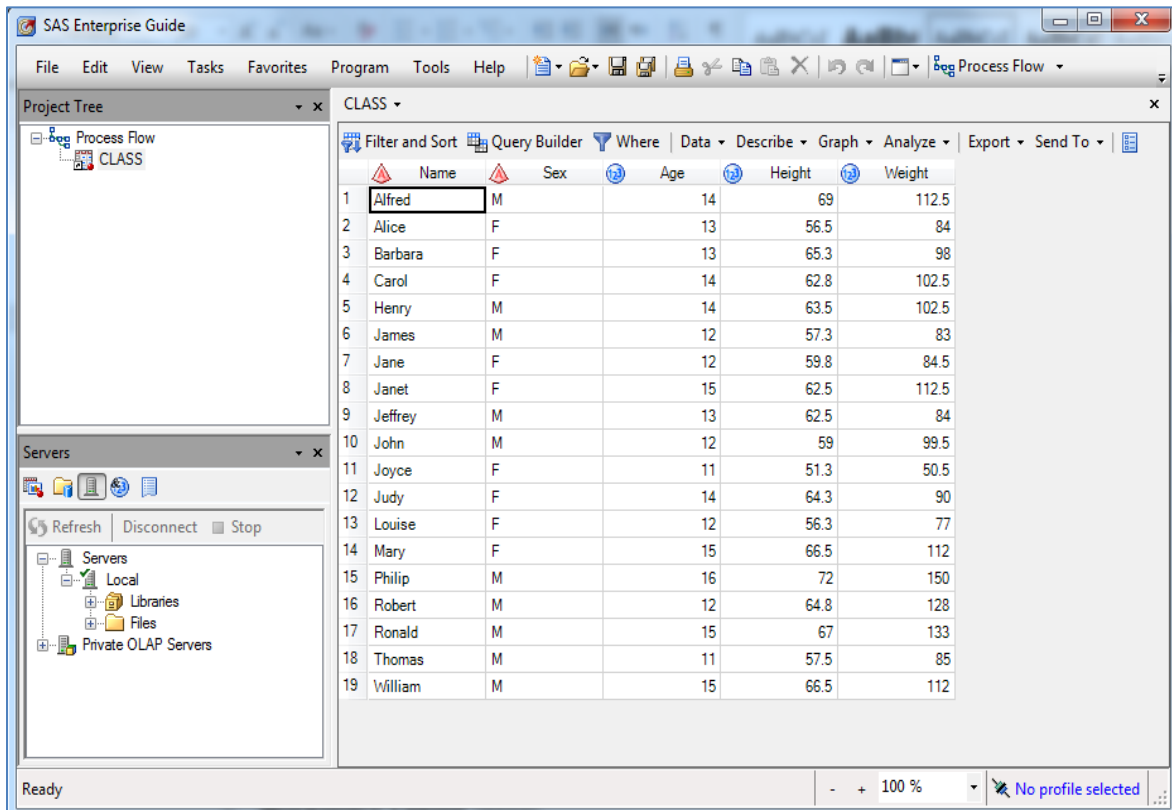 SAS Enterprise Guide
File Edit View Tasks Favorites Program Tools Help Process Flow
Project Tree
Process Flow
CLASS
Servers
Refresh Disconnect Stop
Servers
Local
Libraries
Files
Private OLAP Servers
CLASS
Filter and Sort Query Builder Where Data Describe Graph Analyze Export Send To
Name Sex Age Height Weight
1 Alfred M 14 69 112.5
2 Alice F 13 56.5 84
3 Barbara F 13 65.3 98
4 Carol F 14 62.8 102.5
5 Henry M 14 63.5 102.5
6 James M 12 57.3 83
7 Jane F 12 59.8 84.5
8 Janet F 15 62.5 112.5
9 Jeffrey M 13 62.5 84
10 John M 12 59 99.5
11 Joyce F 11 51.3 50.5
12 Judy F 14 64.3 90
13 Louise F 12 56.3 77
14 Mary F 15 66.5 112
15 Philip M 16 72 150
16 Robert M 12 64.8 128
17 Ronald M 15 67 133
18 Thomas M 11 57.5 85
19 William M 15 66.5 112
Ready - + 100 % No profile selected